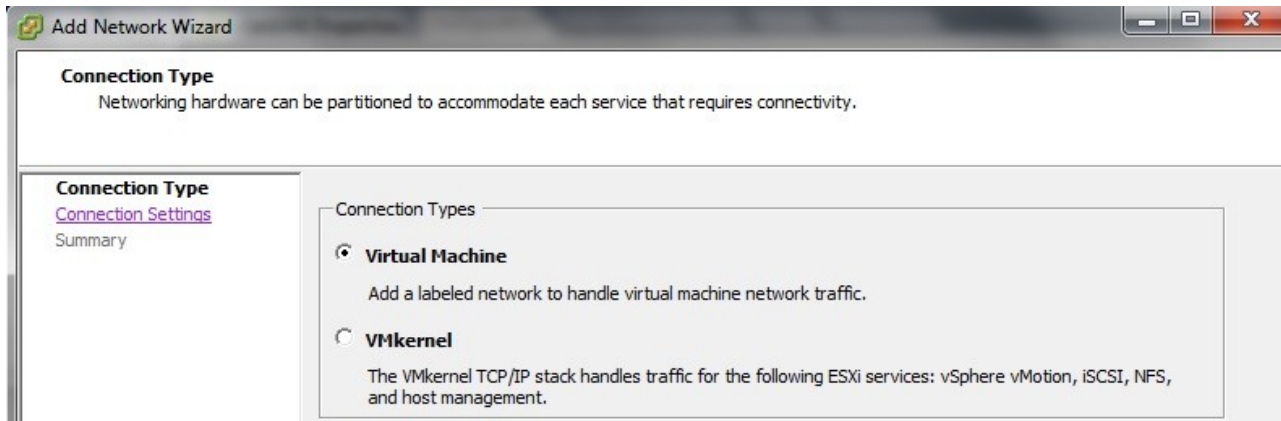 Add Network Wizard
Connection Type
Networking hardware can be partitioned to accommodate each service that requires connectivity.
Connection Type
Connection Settings
Summary
Connection Types
Virtual Machine
Add a labeled network to handle virtual machine network traffic.
VMkernel
The VMkernel TCP/IP stack handles traffic for the following ESXi services: vSphere vMotion, iSCSI, NFS,
and host management.